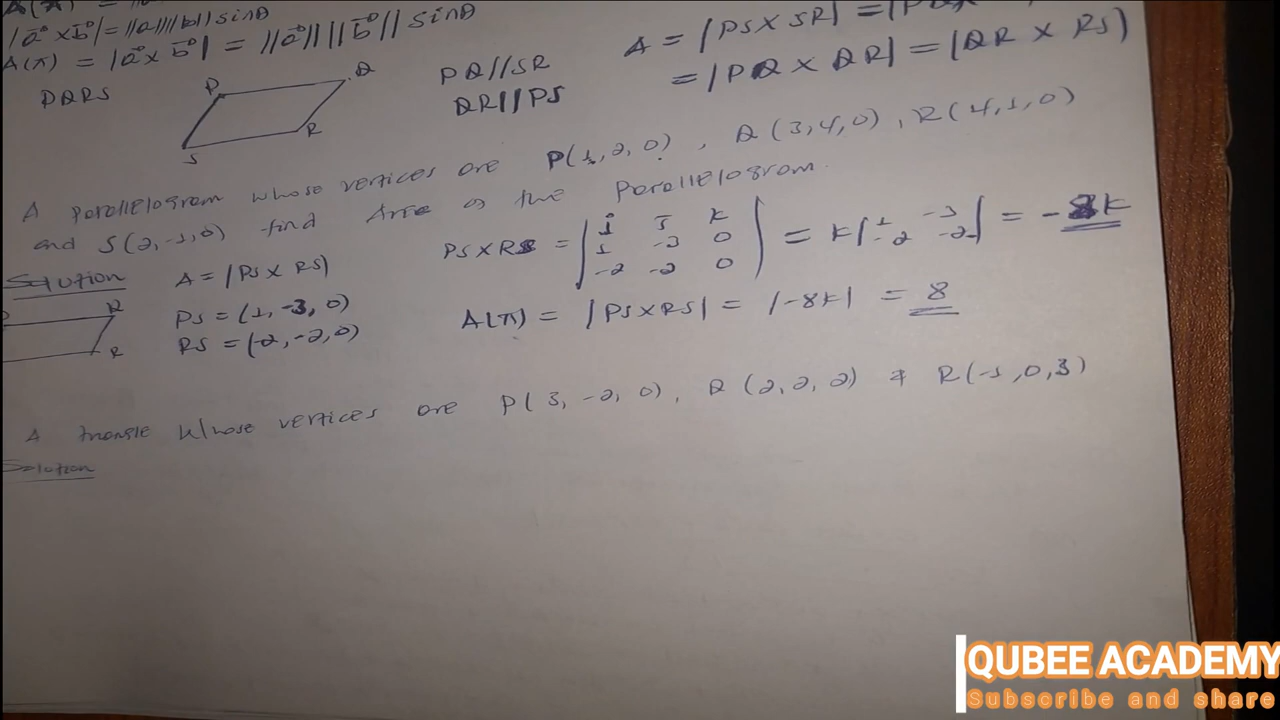 |a⃗ × b⃗| = ||a||||b|| sinθ
A(π) = |a⃗ × b⃗| = ||a⃗|| ||b⃗|| sinθ
PQRS
P
Q
S
R
PQ//SR
QR//PS
A = |PS × SR| =
= |PQ × QR| = |QR × RS|
A parallelogram whose vertices are P(1,2,0), Q(3,4,0), R(4,1,0)
and S(2,-1,0) find Area of the parallelogram.
Solution
A = |PS × RS|
PS = (1,-3,0)
RS = (-2,-2,0)
R
R
PS × RS = | i j k | = k | 1 -3 | = -8k
1 -3 0
-2 -2 0
-2 -2
A(π) = |PS×RS| = |-8k| = 8
A triangle whose vertices are P(3,-2,0), Q(2,2,2) & R(-1,0,3)
Solution
QUBEE ACADEMY
Subscribe and share